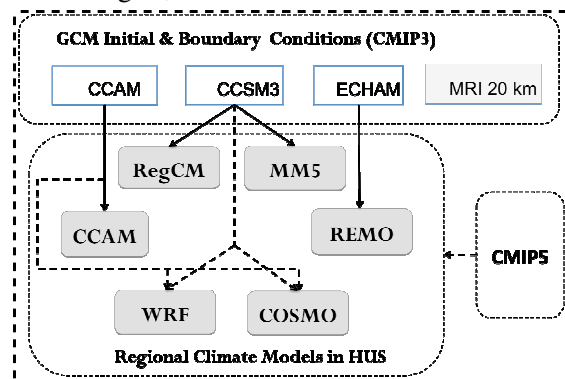 GCM Initial & Boundary Conditions (CMIP3)
CCAM CCSM3 ECHAM MRI 20 km
RegCM MM5
CCAM REMO
CMIP5
WRF COSMO
Regional Climate Models in HUS